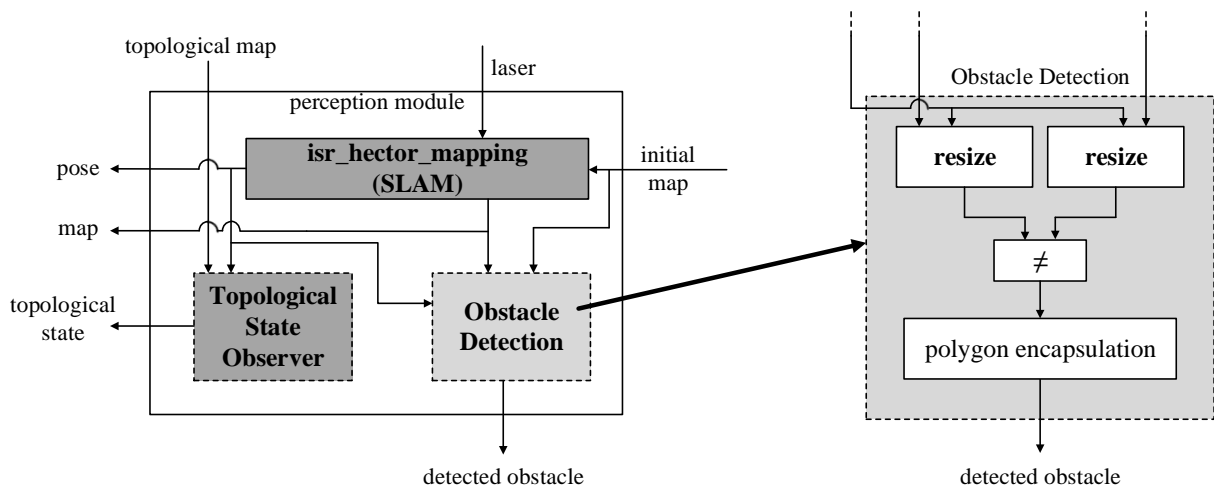 topological map
laser
perception module
isr_hector_mapping
(SLAM)
pose
initial
map
map
Topological
State
Observer
topological
state
Obstacle
Detection
detected obstacle
Obstacle Detection
resize
resize
≠
polygon encapsulation
detected obstacle